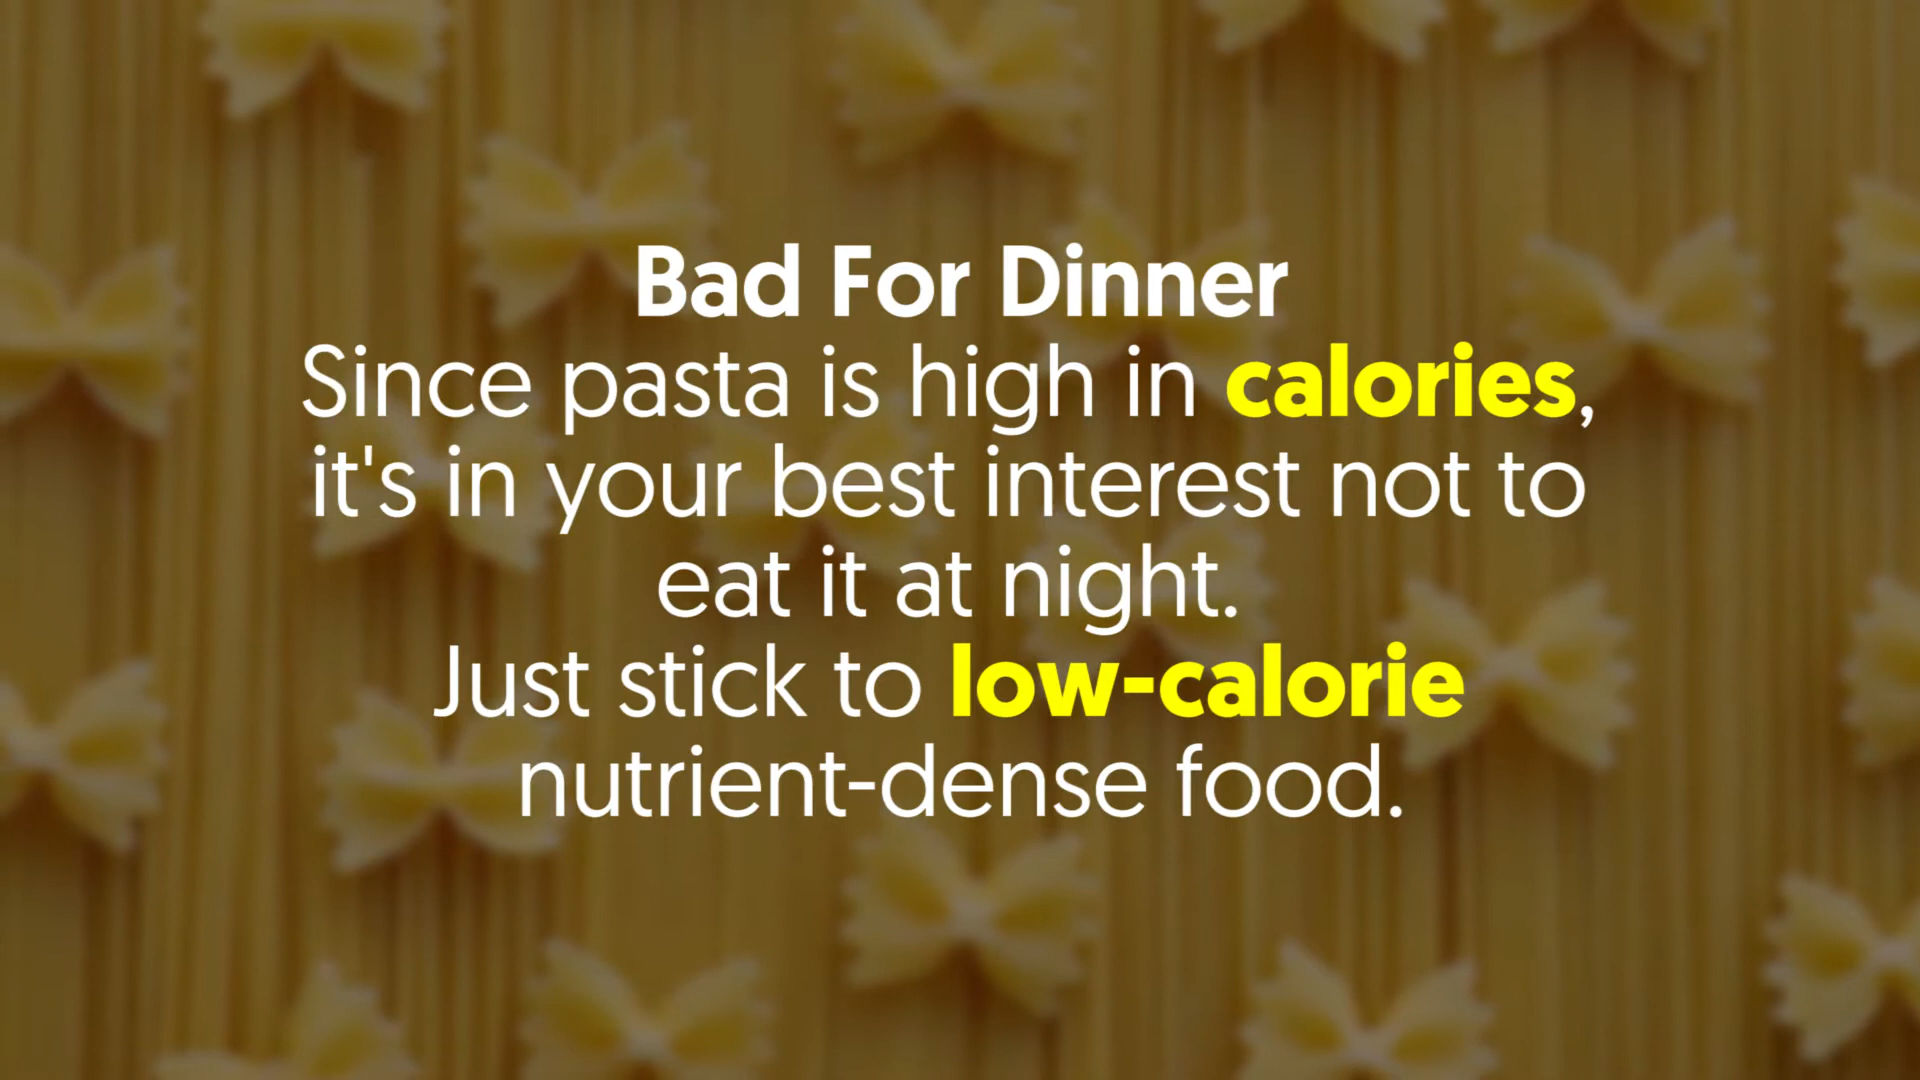 Bad For Dinner
Since pasta is high in calories,
it's in your best interest not to
eat it at night.
Just stick to low-calorie
nutrient-dense food.